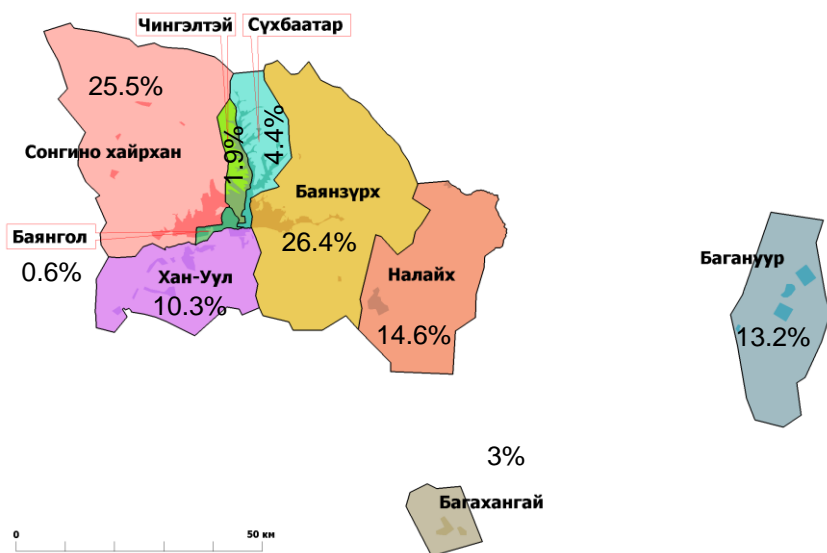 Чингэлтэй
Сүхбаатар
25.5%
Сонгино хайрхан
1.9%
4.4%
Баянзүрх
26.4%
Баянгол
0.6%
Хан-Уул
10.3%
Налайх
14.6%
Багануур
13.2%
3%
Багахангай
0
50 км